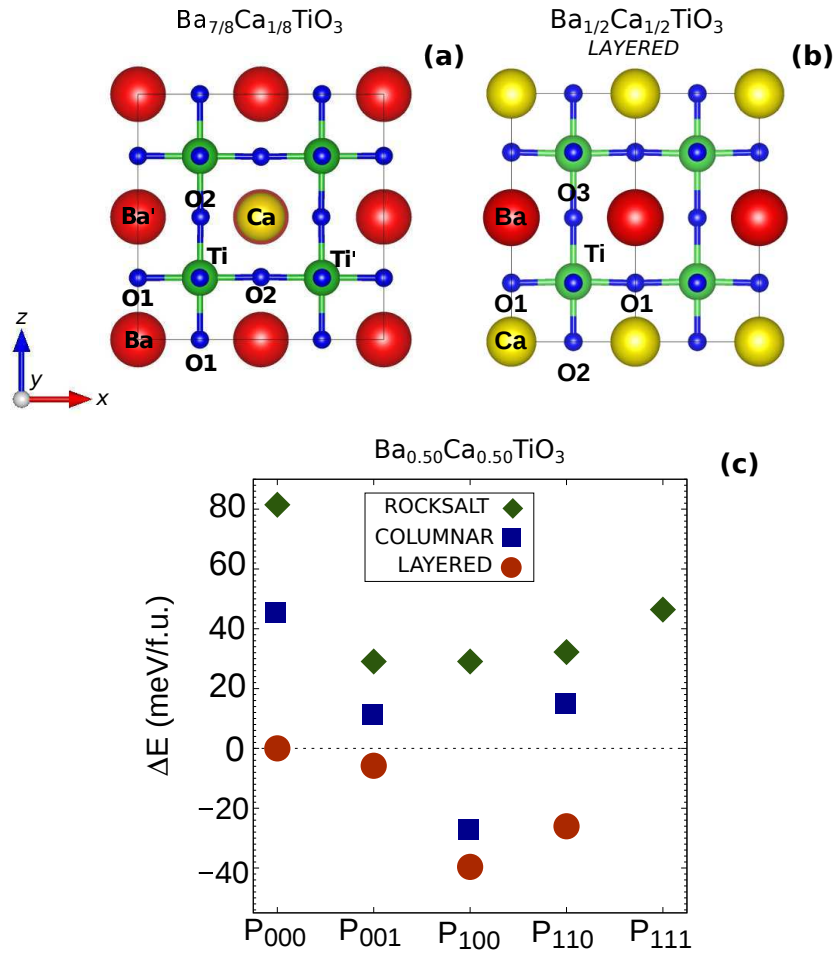 Ba7/8Ca1/8TiO3
Ba1/2Ca1/2TiO3
LAYERED
(a)
(b)
O2
O3
Ba'
Ca
Ba
Ti
Ti'
Ti
O1
O2
O1
O1
Ba
Ca
O1
O2
z
y
x
Ba0.50Ca0.50TiO3
(c)
ROCKSALT
COLUMNAR
LAYERED
ΔE (meV/f.u.)
80
60
40
20
0
−20
−40
P000 P001 P100 P110 P111